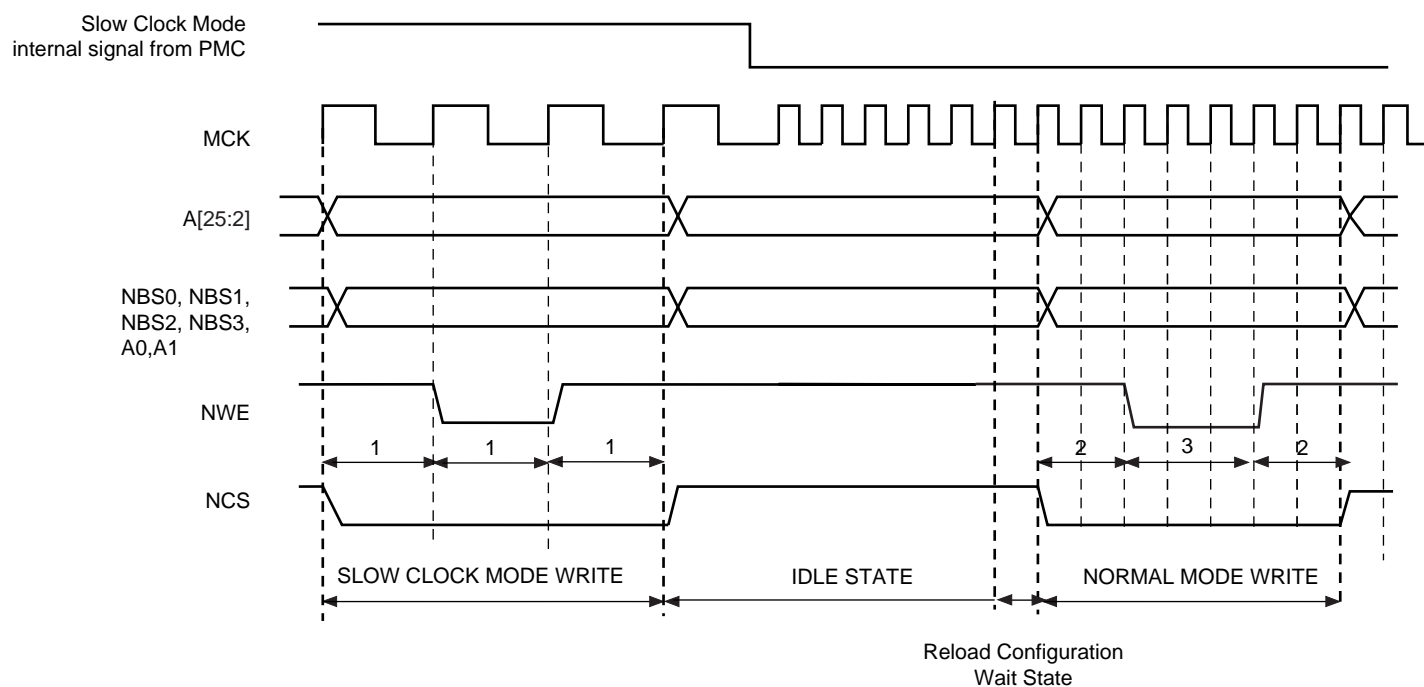 Slow Clock Mode
internal signal from PMC
MCK
A[25:2]
NBS0, NBS1,
NBS2, NBS3,
A0,A1
NWE
1 1 1 2 3 2
NCS
SLOW CLOCK MODE WRITE IDLE STATE NORMAL MODE WRITE
Reload Configuration
Wait State